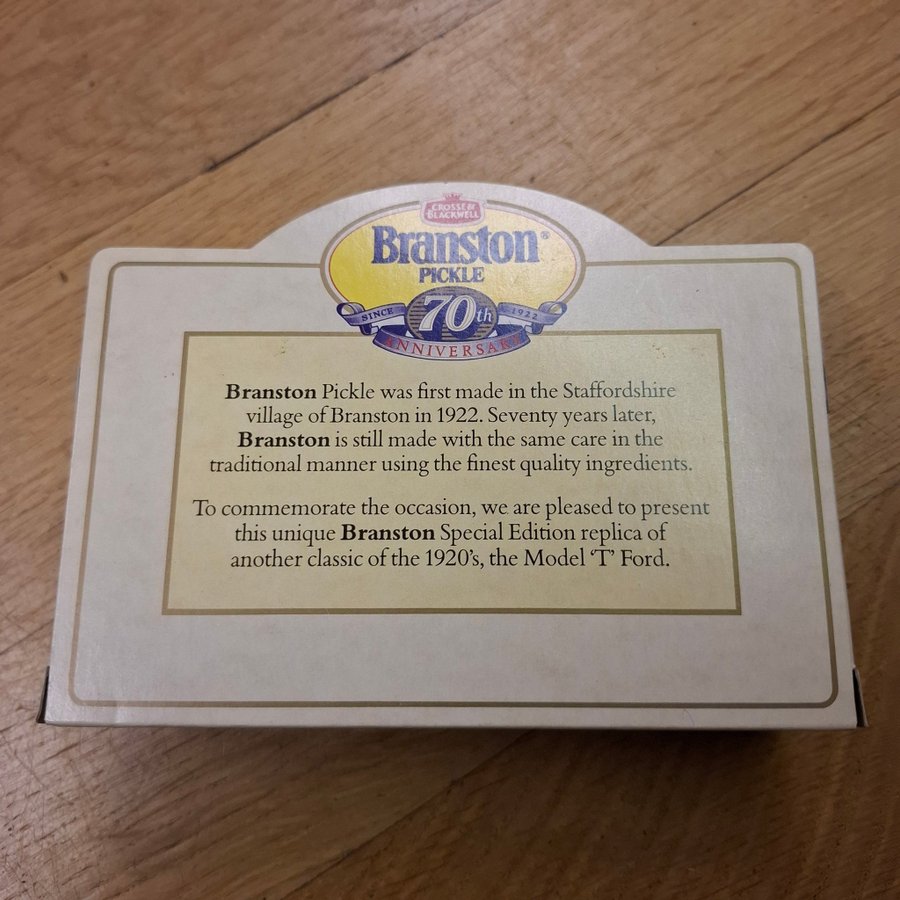 CROSSE &
BLACKWELL
Branston®
PICKLE
SINCE 70th 1922
ANNIVERSARY
Branston Pickle was first made in the Staffordshire
village of Branston in 1922. Seventy years later,
Branston is still made with the same care in the
traditional manner using the finest quality ingredients.
To commemorate the occasion, we are pleased to present
this unique Branston Special Edition replica of
another classic of the 1920's, the Model ‘T’ Ford.